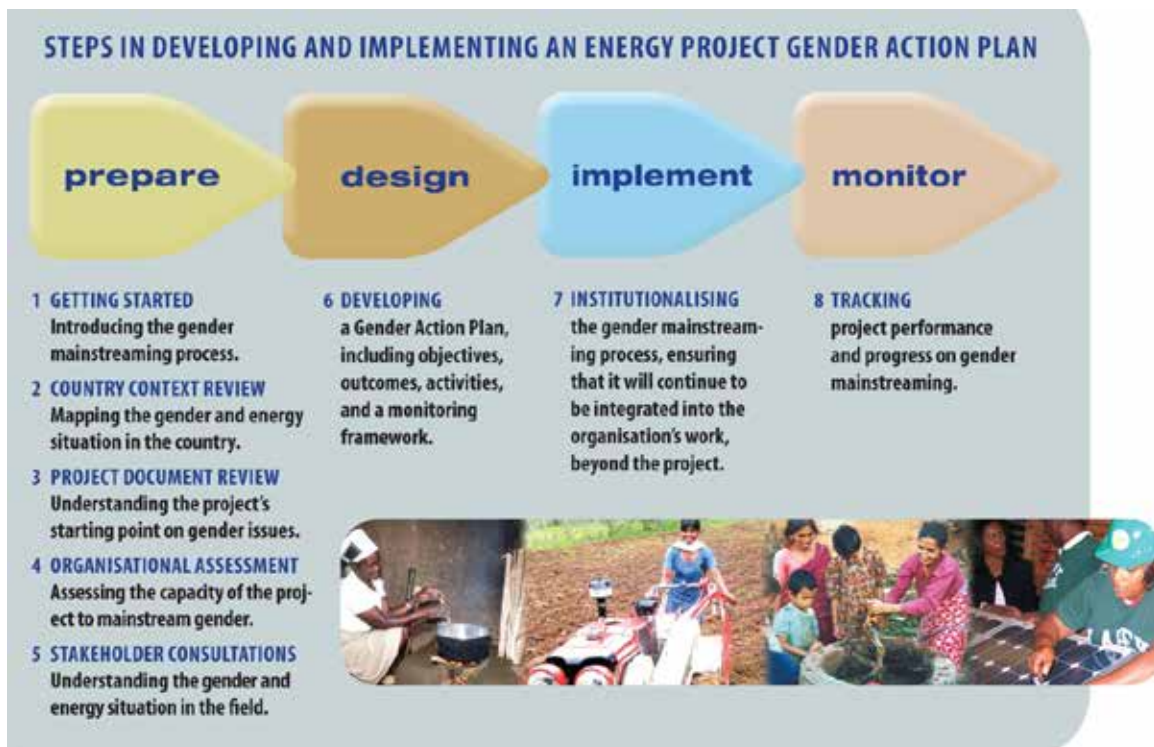 STEPS IN DEVELOPING AND IMPLEMENTING AN ENERGY PROJECT GENDER ACTION PLAN
prepare
design
implement
monitor
1 GETTING STARTED
Introducing the gender
mainstreaming process.
2 COUNTRY CONTEXT REVIEW
Mapping the gender and energy
situation in the country.
3 PROJECT DOCUMENT REVIEW
Understanding the project's
starting point on gender issues.
4 ORGANISATIONAL ASSESSMENT
Assessing the capacity of the proj-
ect to mainstream gender.
5 STAKEHOLDER CONSULTATIONS
Understanding the gender and
energy situation in the field.
6 DEVELOPING
a Gender Action Plan,
including objectives,
outcomes, activities,
and a monitoring
framework.
7 INSTITUTIONALISING
the gender mainstream-
ing process, ensuring
that it will continue to
be integrated into the
organisation's work,
beyond the project.
8 TRACKING
project performance
and progress on gender
mainstreaming.